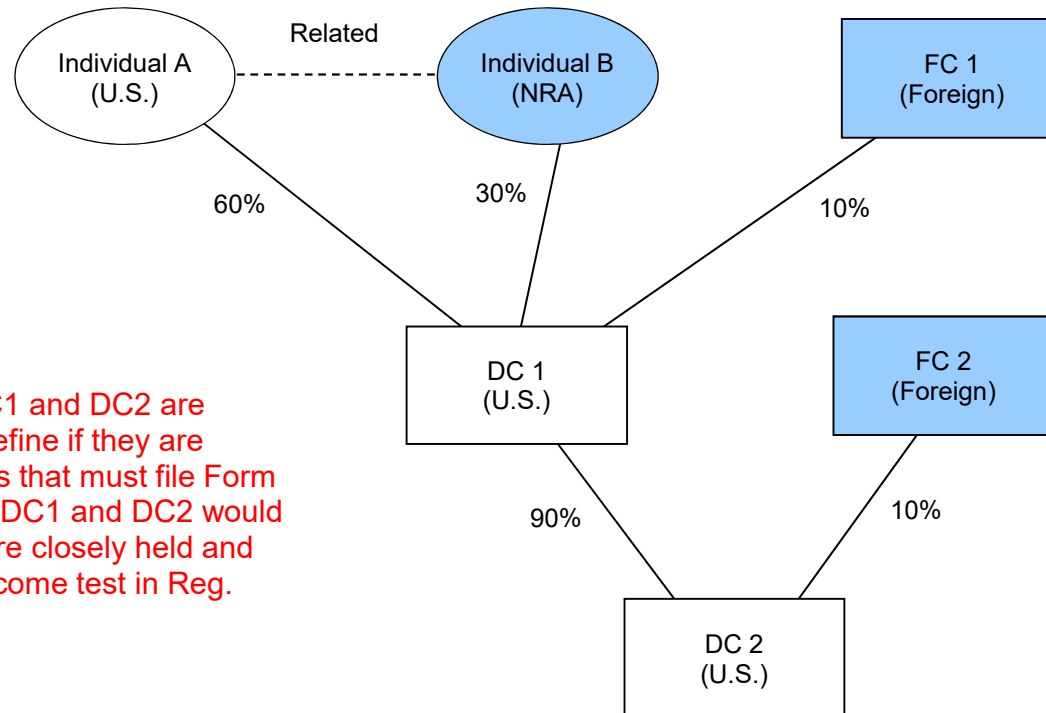 Related
Individual A
(U.S.)
Individual B
(NRA)
FC 1
(Foreign)
60%
30%
10%
DC 1
(U.S.)
FC 2
(Foreign)
C1 and DC2 are
efine if they are
s that must file Form
DC1 and DC2 would
re closely held and
come test in Reg.
90%
10%
DC 2
(U.S.)